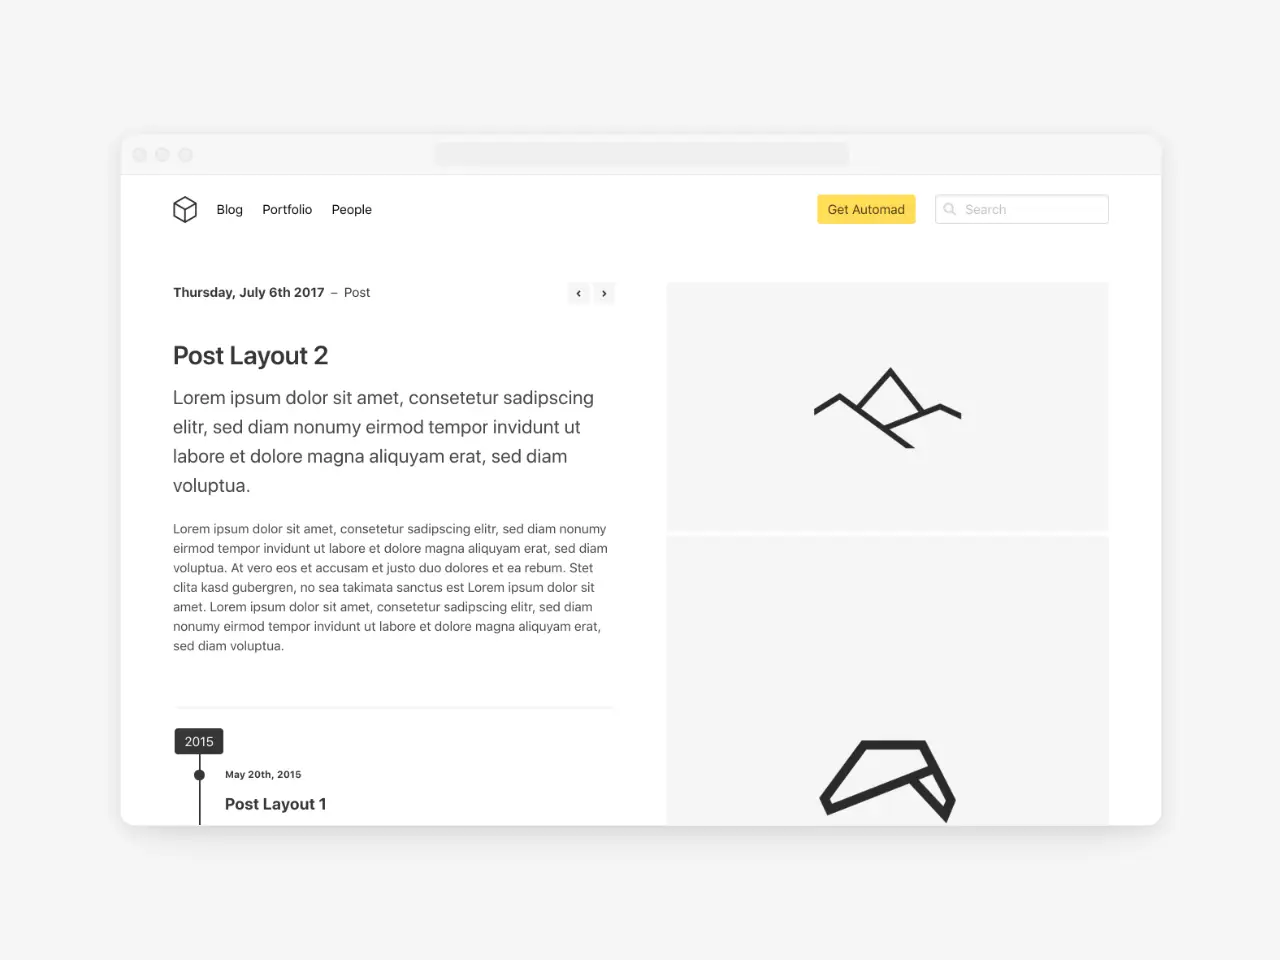 Blog Portfolio People Get Automad Search
Thursday, July 6th 2017 – Post
Post Layout 2
Lorem ipsum dolor sit amet, consetetur sadipscing
elitr, sed diam nonumy eirmod tempor invidunt ut
labore et dolore magna aliquyam erat, sed diam
voluptua.
Lorem ipsum dolor sit amet, consetetur sadipscing elitr, sed diam nonumy
eirmod tempor invidunt ut labore et dolore magna aliquyam erat, sed diam
voluptua. At vero eos et accusam et justo duo dolores et ea rebum. Stet
clita kasd gubergren, no sea takimata sanctus est Lorem ipsum dolor sit
amet. Lorem ipsum dolor sit amet, consetetur sadipscing elitr, sed diam
nonumy eirmod tempor invidunt ut labore et dolore magna aliquyam erat,
sed diam voluptua.
2015
May 20th, 2015
Post Layout 1